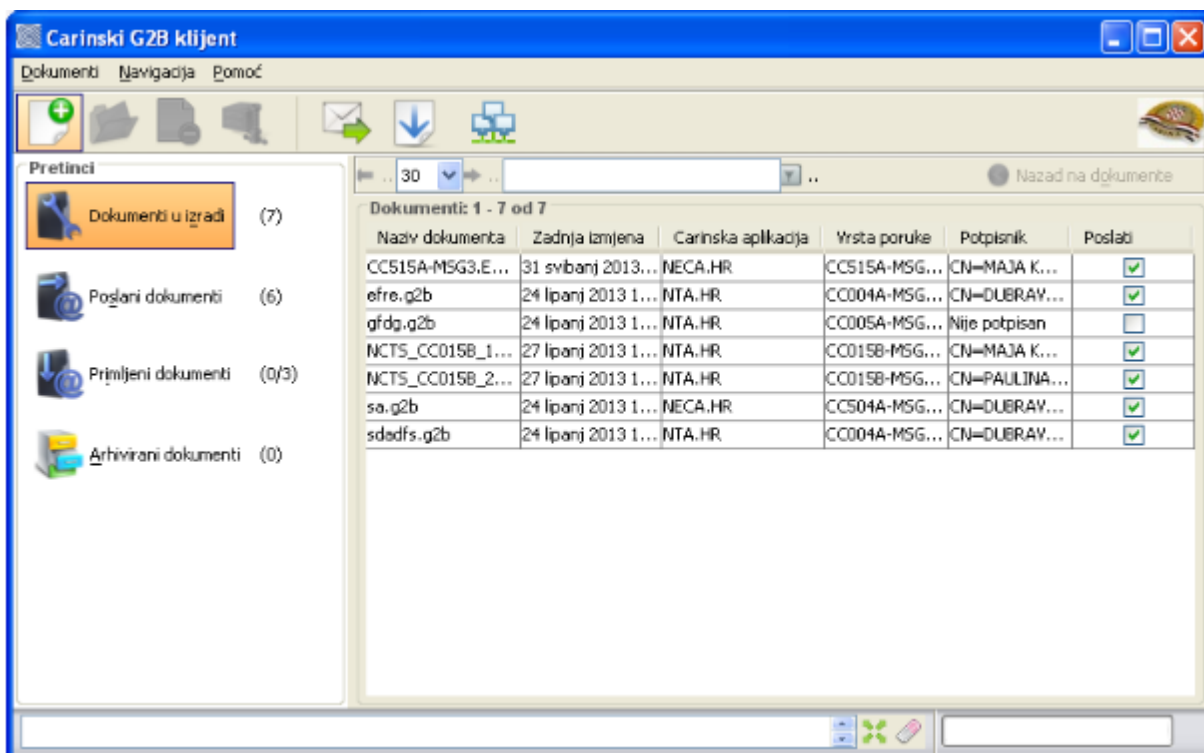 Carinski G2B klijent
Dokumenti Navigacija Pomoć
Pretinci
Dokumenti u izradi (7)
Poslani dokumenti (6)
Primljeni dokumenti (0/3)
Arhivirani dokumenti (0)
.. 30 .. ..
Nazad na dokumente
Dokumenti: 1 - 7 od 7
Naziv dokumenta Zadnja izmjena Carinska aplikacija Vrsta poruke Potpisnik Poslati
CC515A-MSG3.E... 31 svibanj 2013... NECA.HR CC515A-MSG... CN=MAJA K...
efre.g2b 24 lipanj 2013 1... NTA.HR CC004A-MSG... CN=DUBRAV...
gfdg.g2b 24 lipanj 2013 1... NTA.HR CC005A-MSG... Nije potpisan
NCTS_CC015B_1... 27 lipanj 2013 1... NTA.HR CC015B-MSG... CN=MAJA K...
NCTS_CC015B_2... 27 lipanj 2013 1... NTA.HR CC015B-MSG... CN=PAULINA...
sa.g2b 24 lipanj 2013 1... NECA.HR CC504A-MSG... CN=DUBRAV...
sdadfs.g2b 24 lipanj 2013 1... NTA.HR CC004A-MSG... CN=DUBRAV...